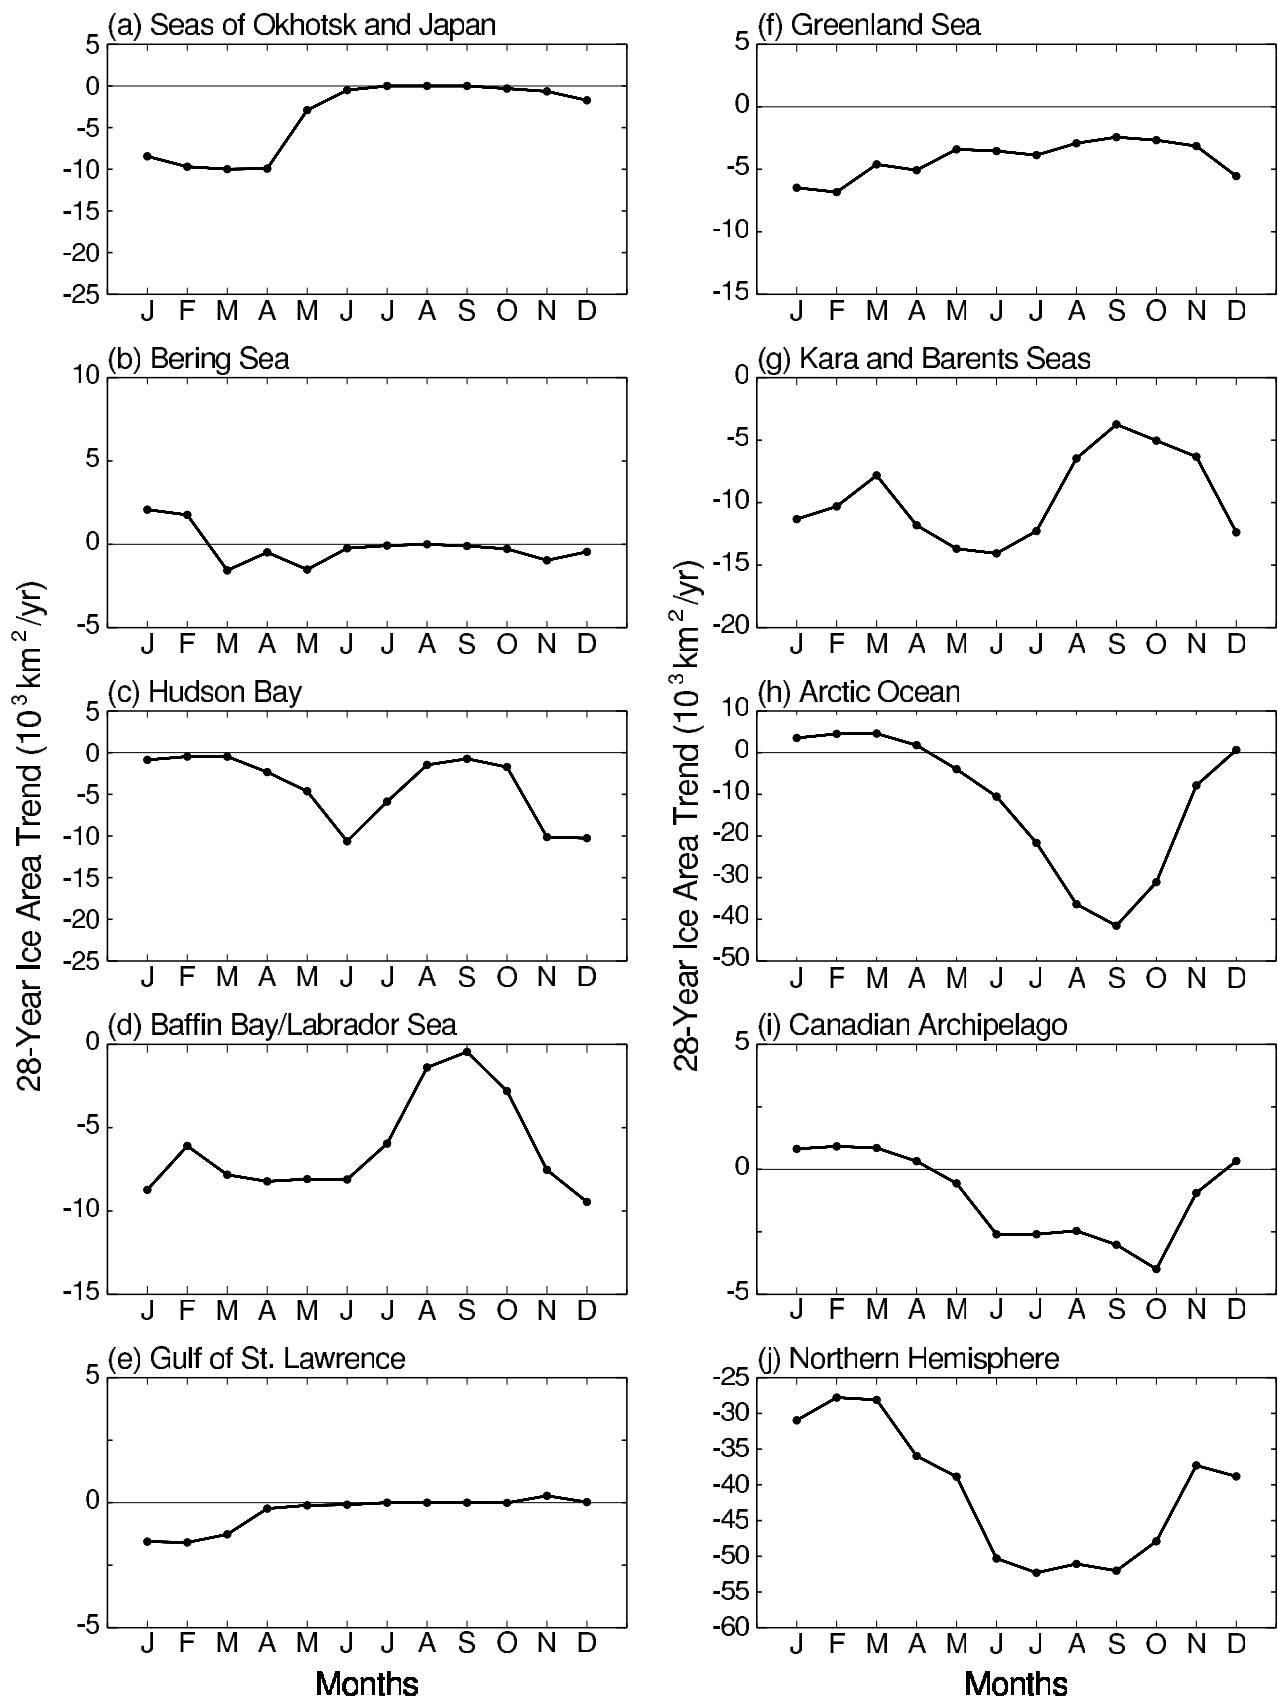 (a) Seas of Okhotsk and Japan
5
0
-5
-10
-15
-20
-25
J F M A M J J A S O N D
(b) Bering Sea
10
5
0
-5
J F M A M J J A S O N D
(c) Hudson Bay
5
0
-5
-10
-15
-20
-25
J F M A M J J A S O N D
(d) Baffin Bay/Labrador Sea
0
-5
-10
-15
J F M A M J J A S O N D
(e) Gulf of St. Lawrence
5
0
-5
J F M A M J J A S O N D
Months
28-Year Ice Area Trend (10³ km²/yr)
(f) Greenland Sea
5
0
-5
-10
-15
J F M A M J J A S O N D
(g) Kara and Barents Seas
0
-5
-10
-15
-20
J F M A M J J A S O N D
(h) Arctic Ocean
10
0
-10
-20
-30
-40
-50
J F M A M J J A S O N D
(i) Canadian Archipelago
5
0
-5
J F M A M J J A S O N D
(j) Northern Hemisphere
-25
-30
-35
-40
-45
-50
-55
-60
J F M A M J J A S O N D
Months
28-Year Ice Area Trend (10³ km²/yr)